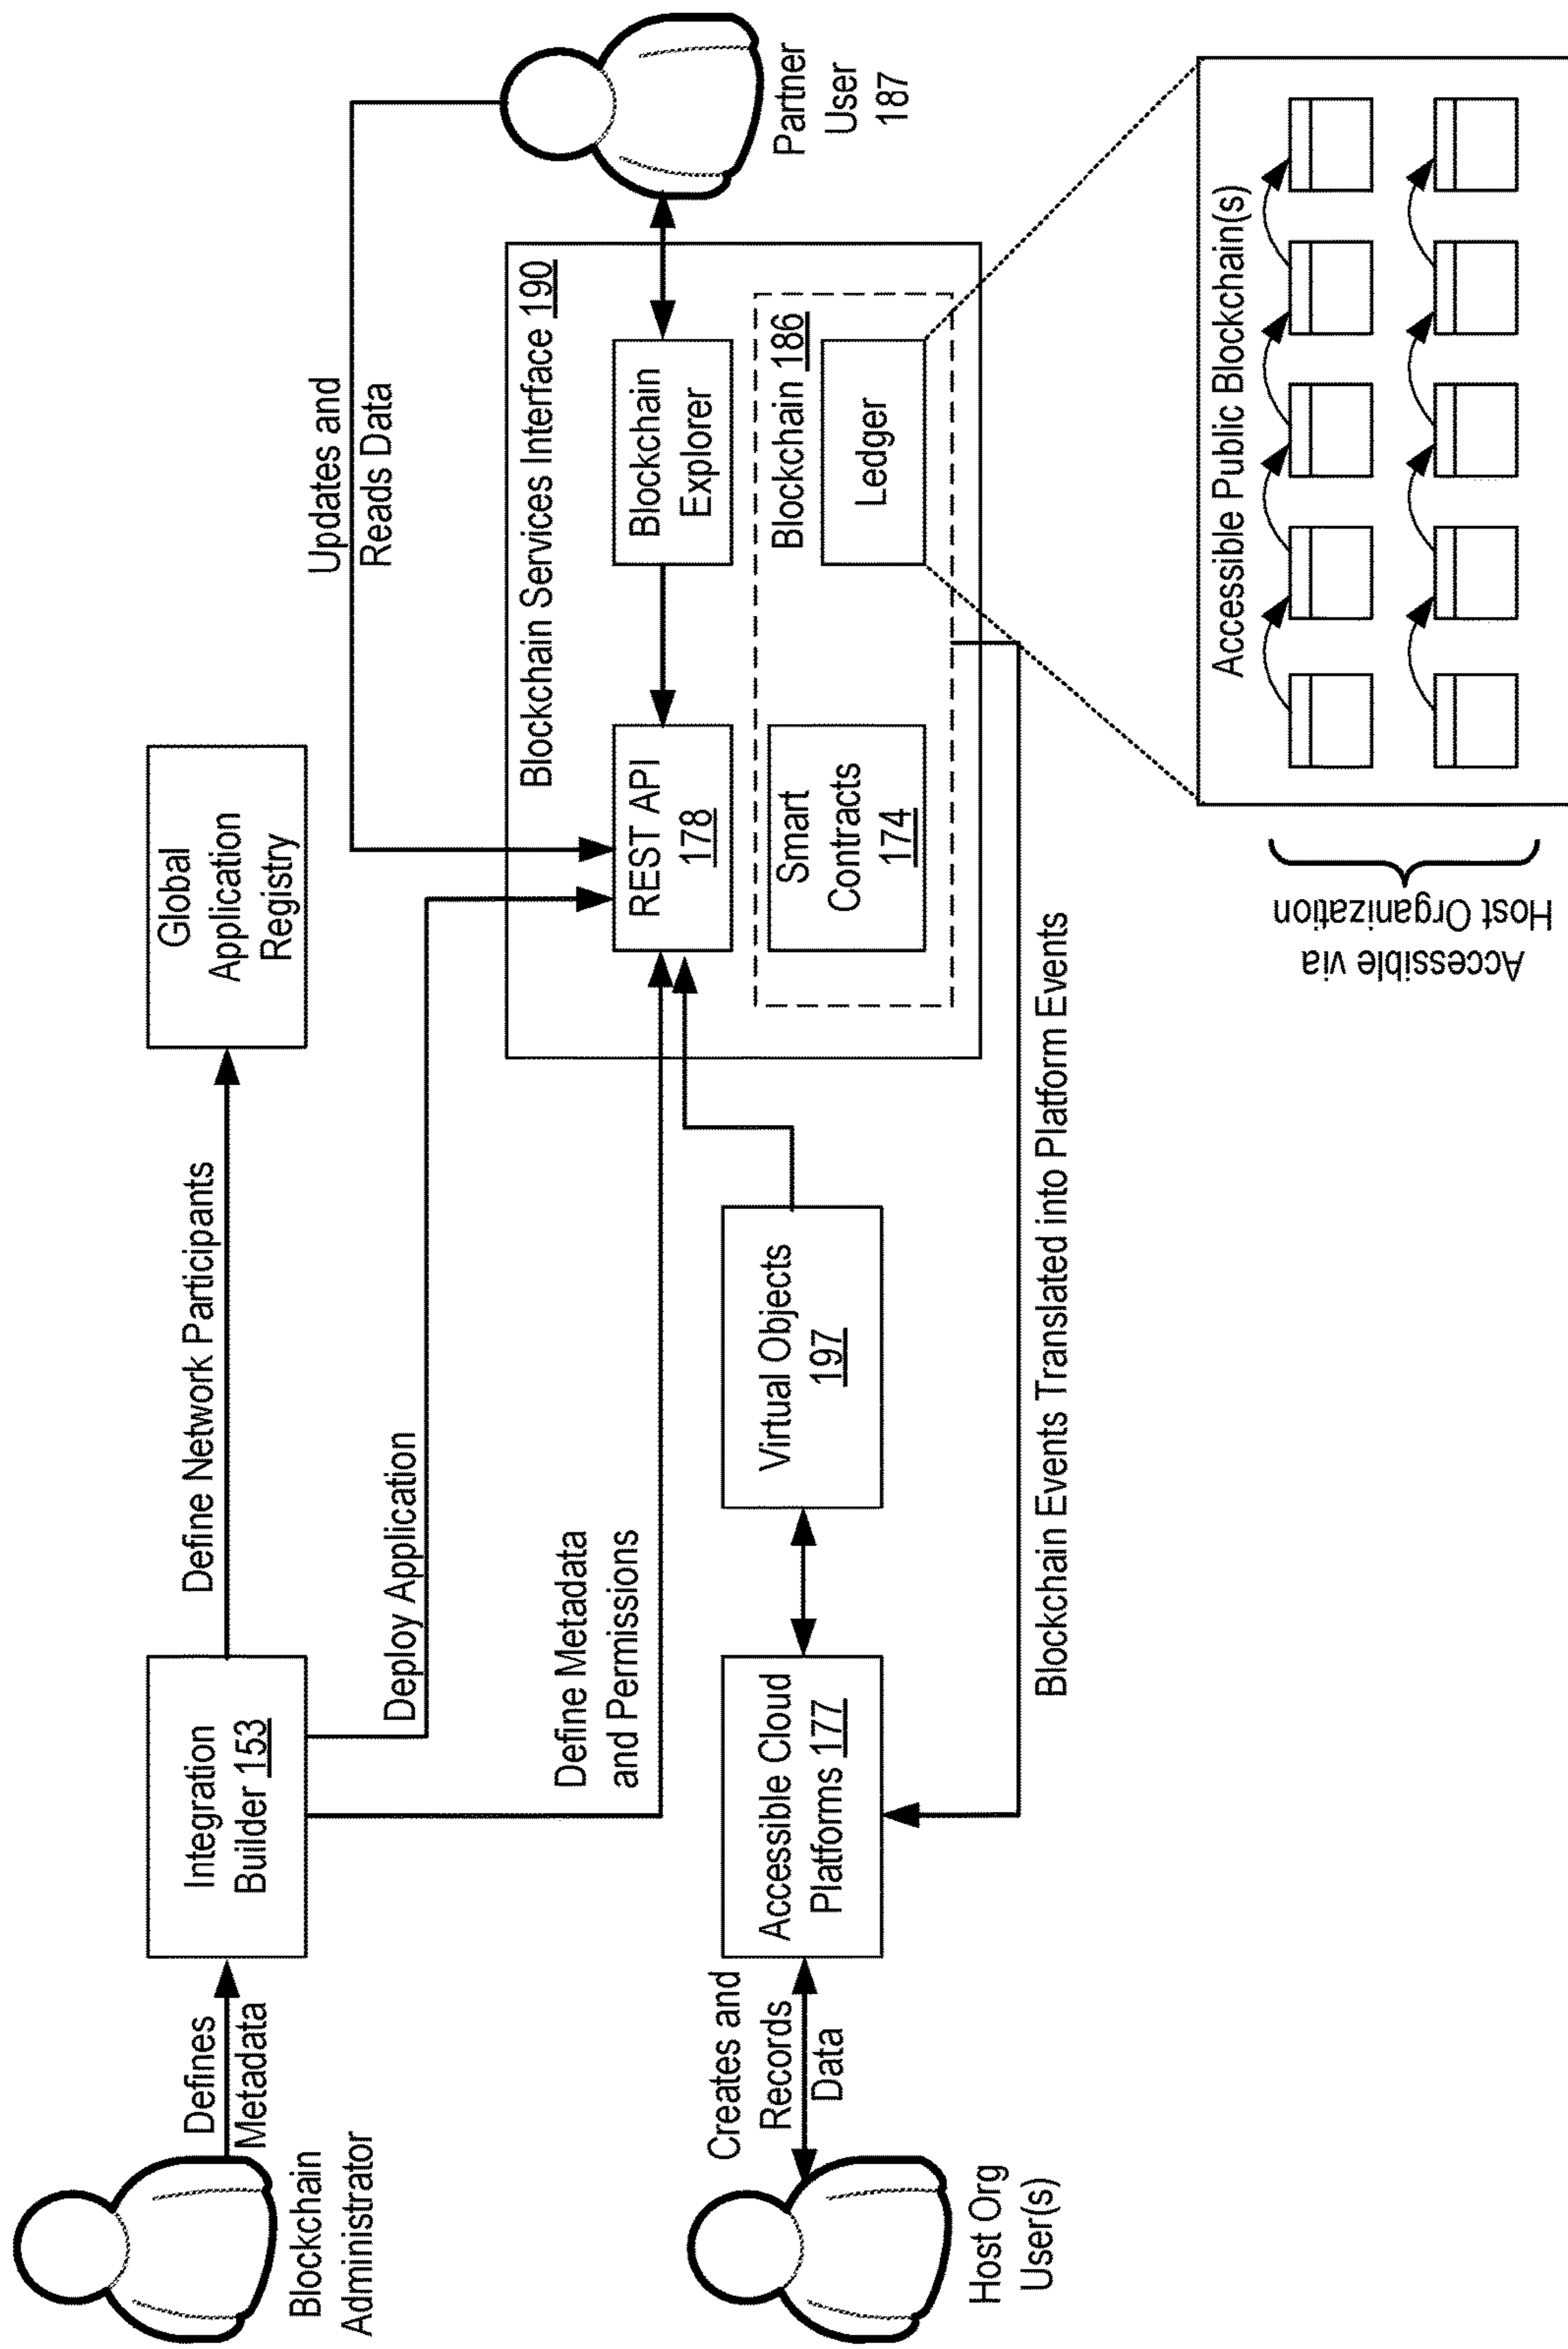 Blockchain
Administrator
Defines
Metadata
Integration
Builder 153
Define Network Participants
Global
Application
Registry
Deploy Application
Define Metadata
and Permissions
Updates and
Reads Data
Partner
User
187
Blockchain Services Interface 190
REST API
178
Blockchain
Explorer
Blockchain 186
Smart
Contracts
174
Ledger
Host Org
User(s)
Creates and
Records
Data
Accessible Cloud
Platforms 177
Virtual Objects
197
Blockchain Events Translated into Platform Events
Accessible via
Host Organization
Accessible Public Blockchain(s)